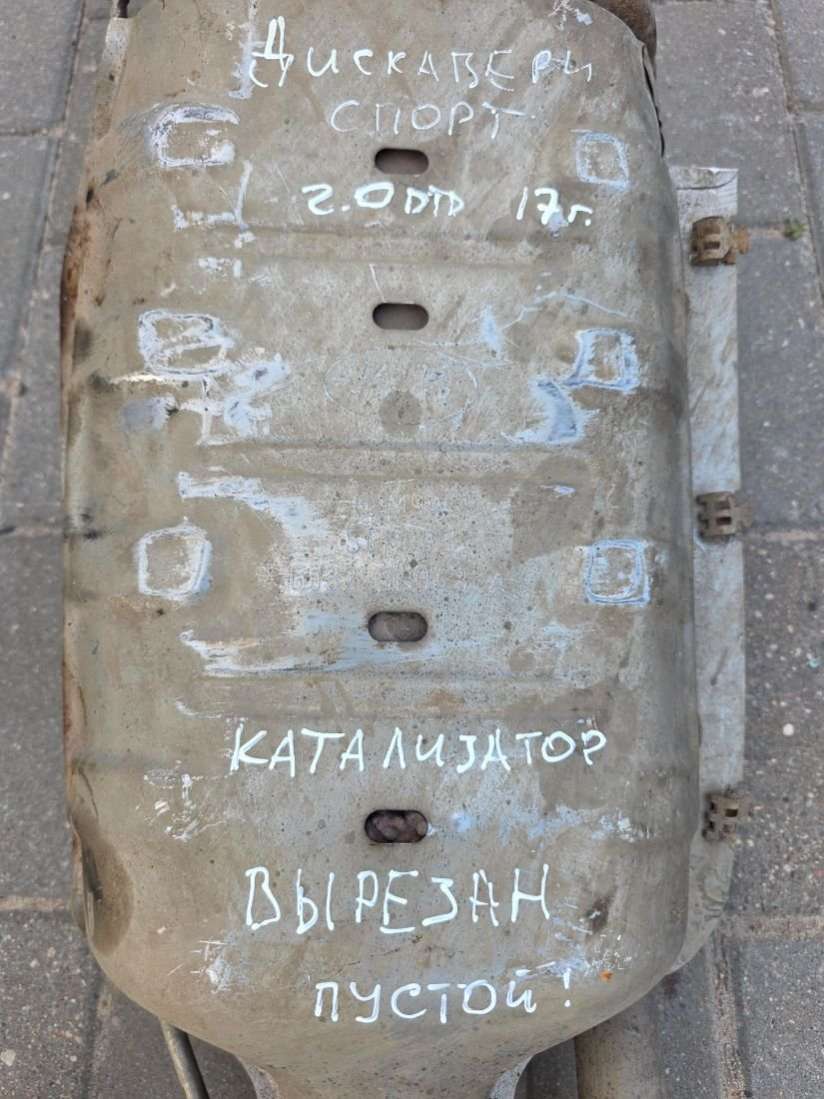 Дискавери
спорт
2.0 DTD 17г.
Катализатор
Вырезан
пустой!